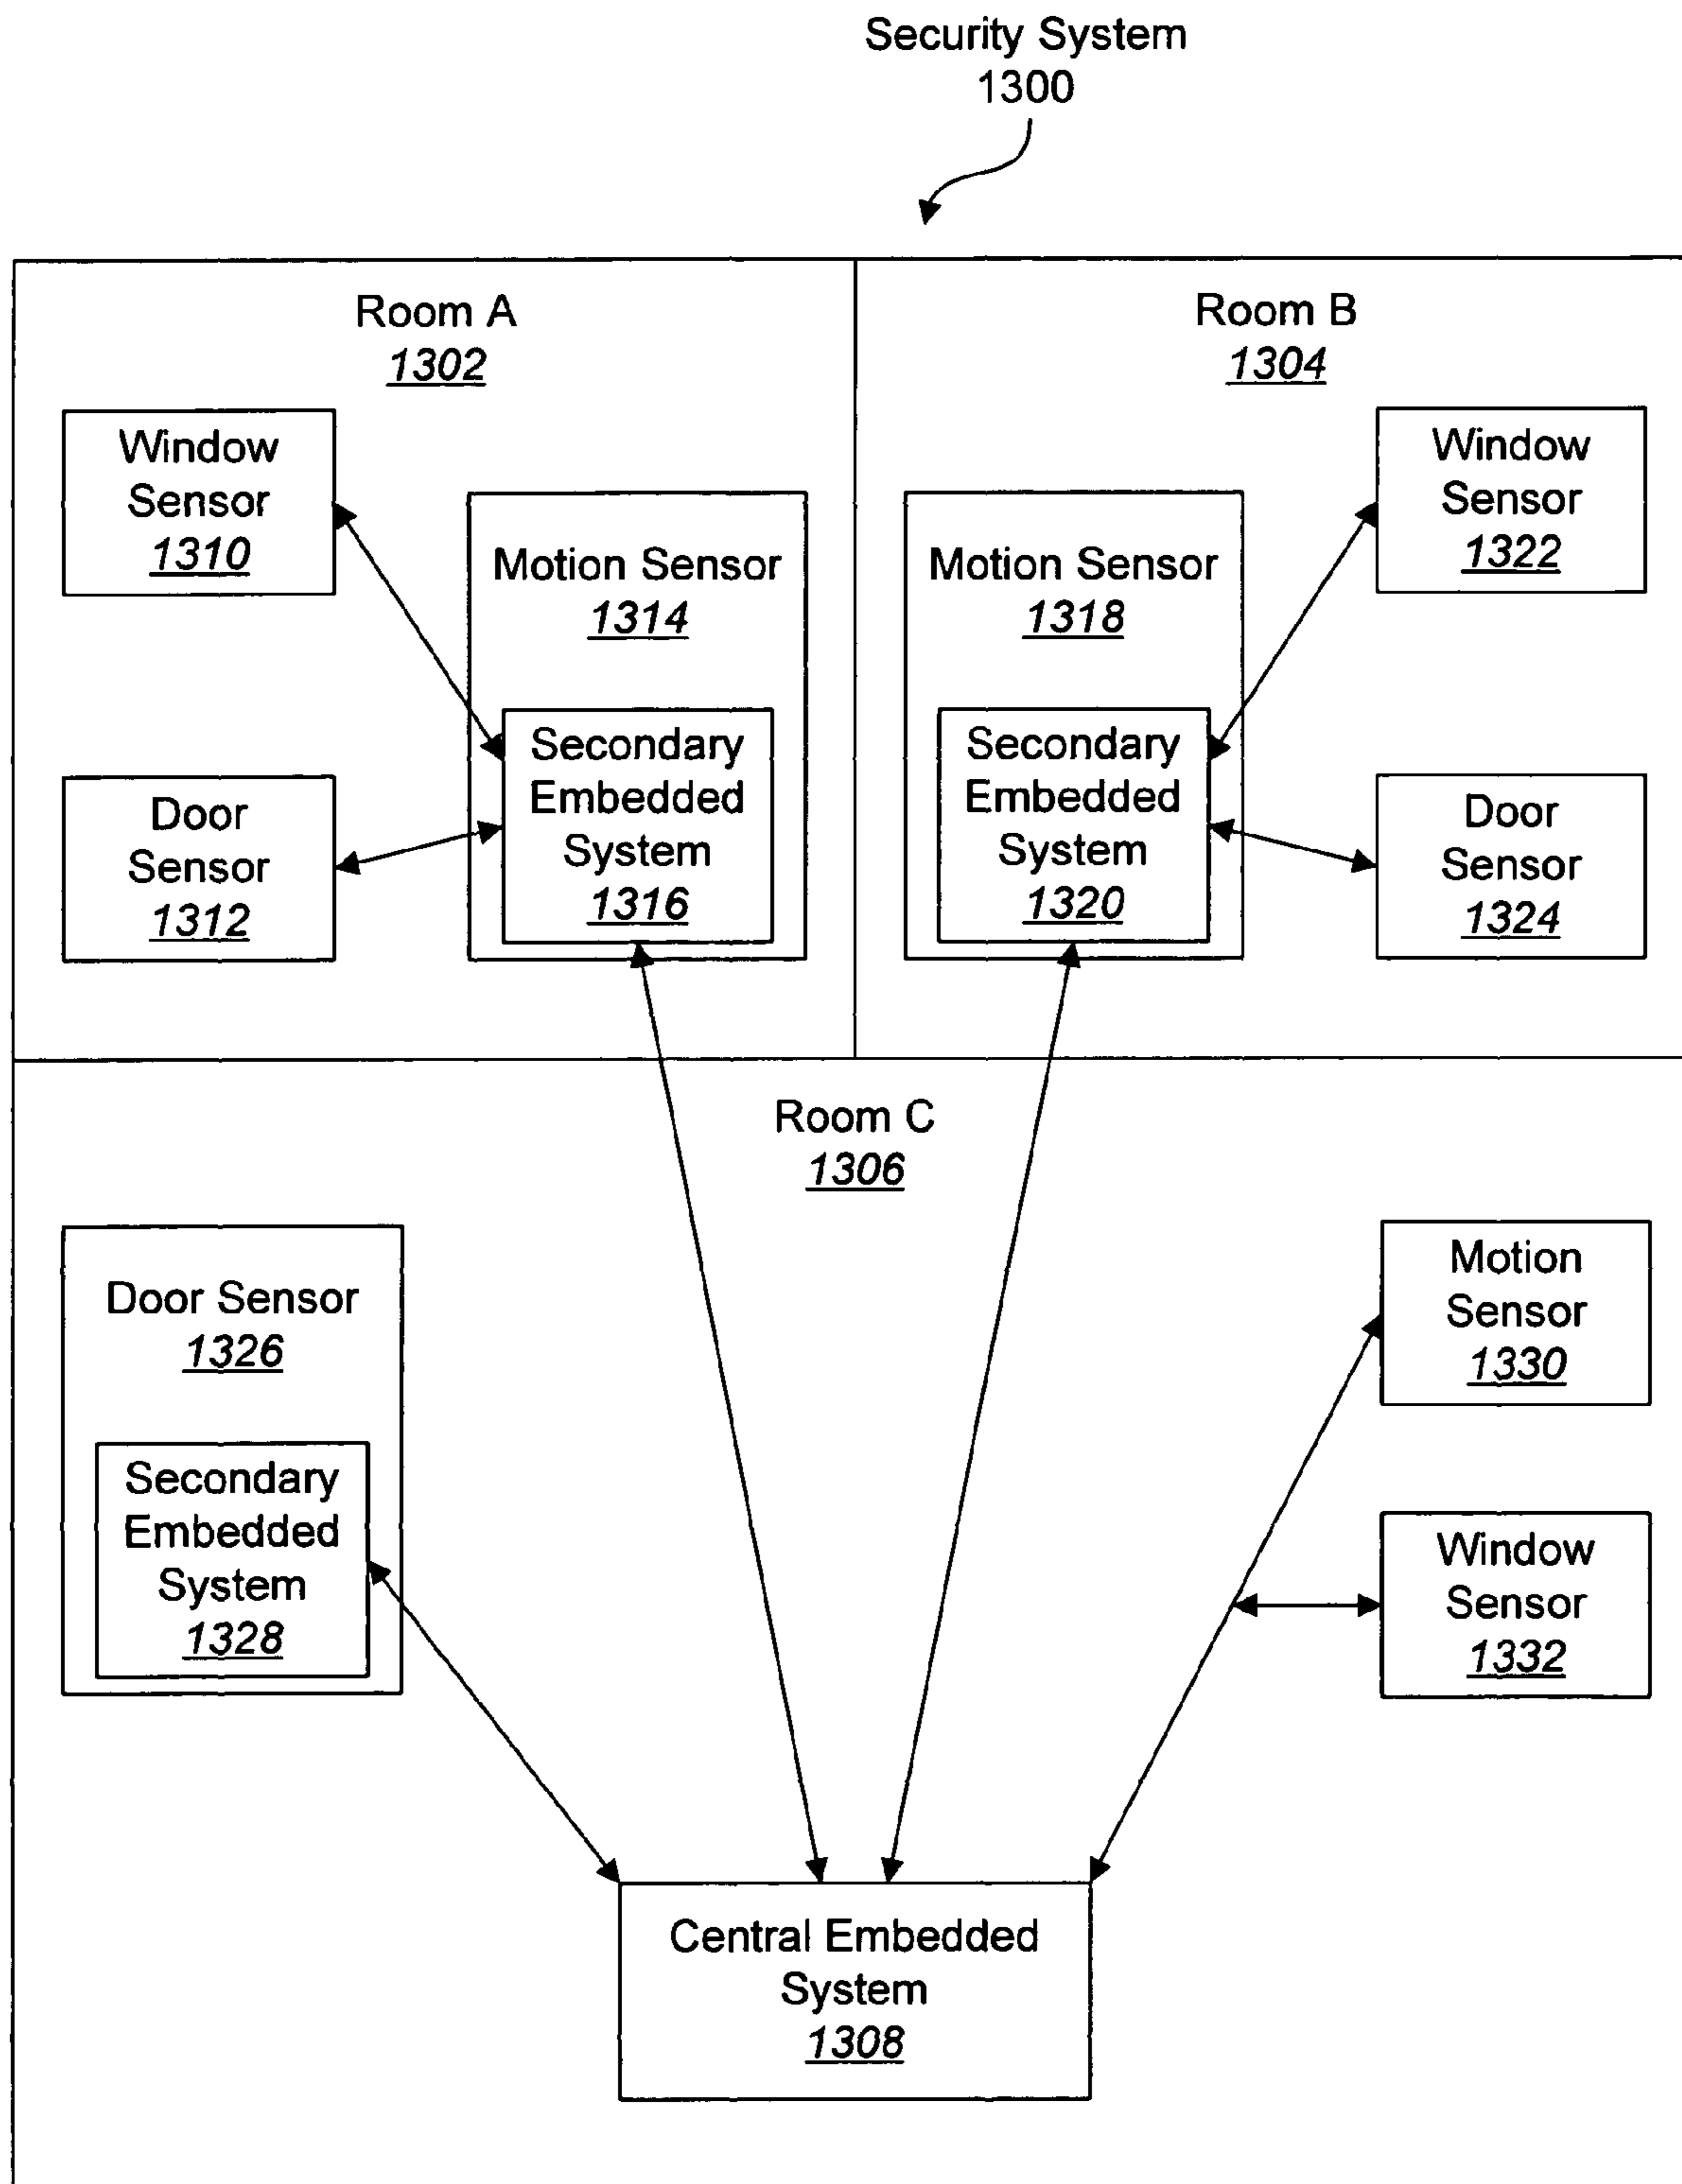 Security System
1300
Room A
1302
Window
Sensor
1310
Motion Sensor
1314
Secondary
Embedded
System
1316
Door
Sensor
1312
Room B
1304
Motion Sensor
1318
Window
Sensor
1322
Secondary
Embedded
System
1320
Door
Sensor
1324
Room C
1306
Door Sensor
1326
Secondary
Embedded
System
1328
Motion
Sensor
1330
Window
Sensor
1332
Central Embedded
System
1308